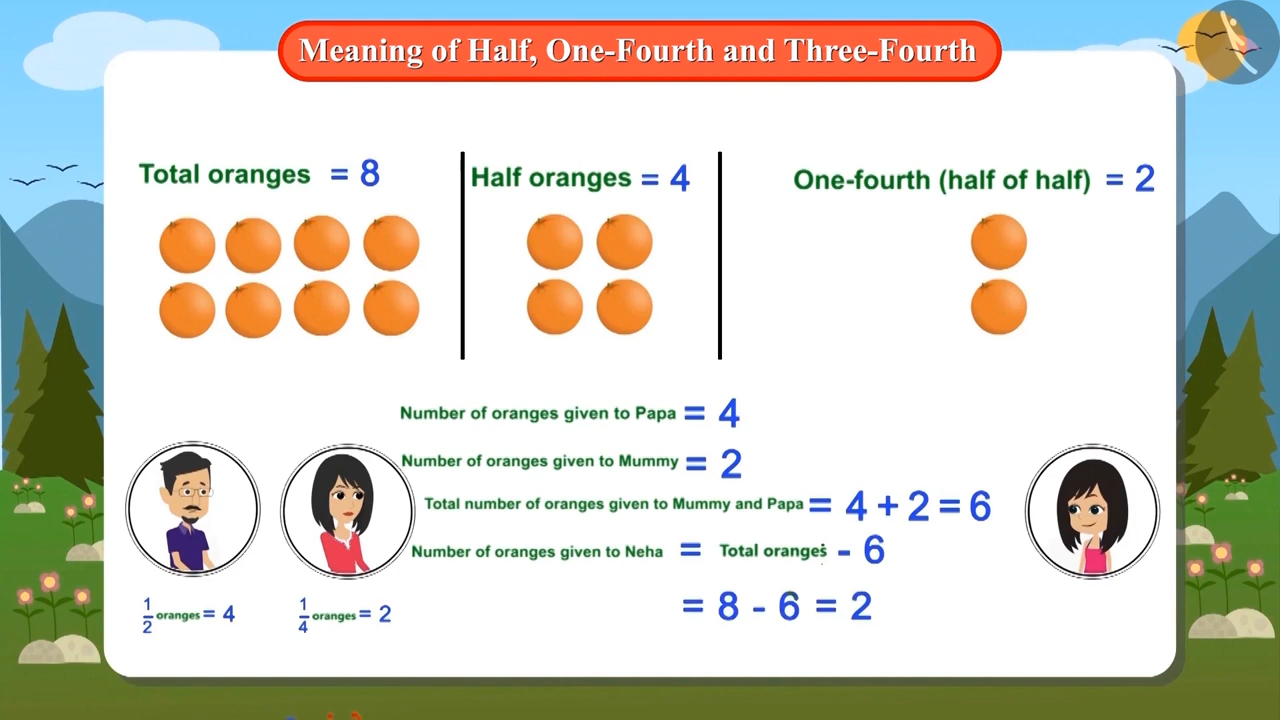 Meaning of Half, One-Fourth and Three-Fourth
Total oranges = 8
Half oranges = 4
One-fourth (half of half) = 2
Number of oranges given to Papa = 4
Number of oranges given to Mummy = 2
Total number of oranges given to Mummy and Papa = 4 + 2 = 6
Number of oranges given to Neha = Total oranges - 6
= 8 - 6 = 2
1/2 oranges = 4
1/4 oranges = 2